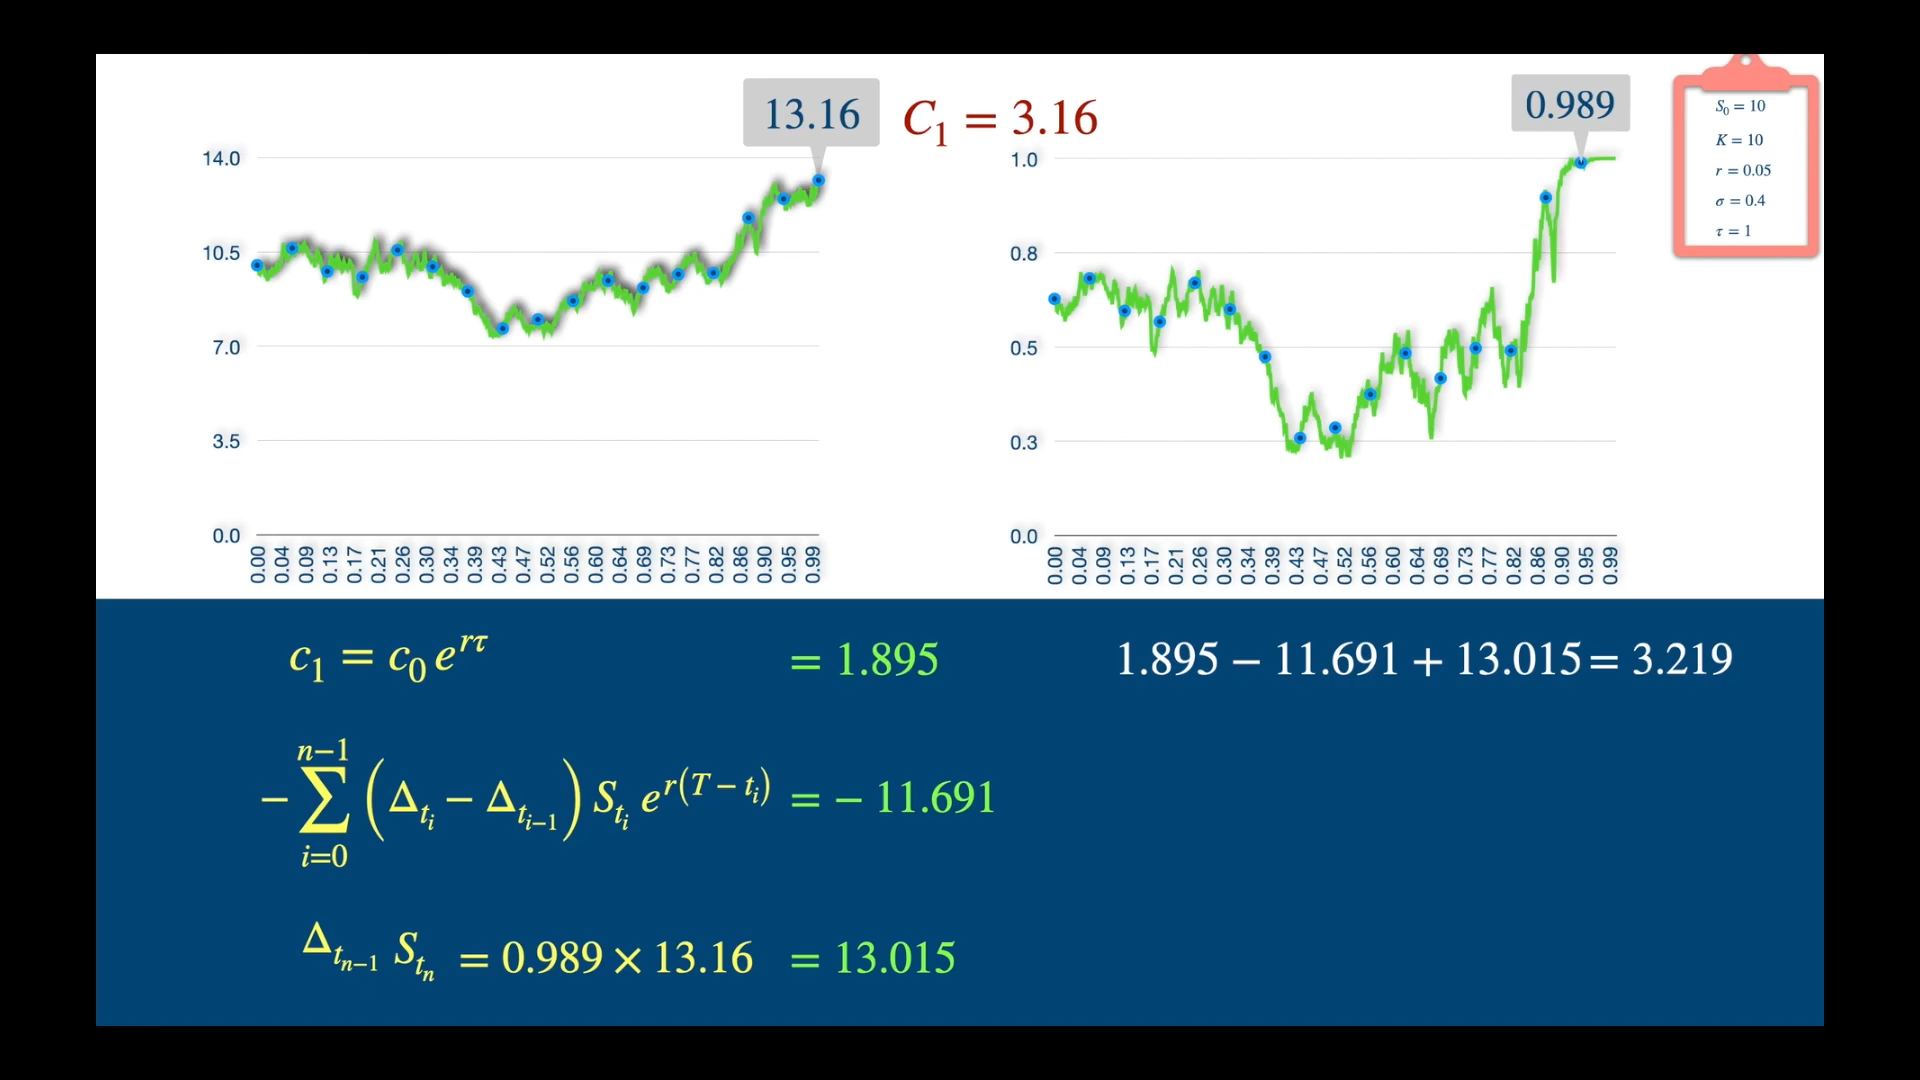 13.16
C₁ = 3.16
0.989
S₀ = 10
K = 10
r = 0.05
σ = 0.4
τ = 1
14.0
10.5
7.0
3.5
0.0
0.00 0.04 0.09 0.13 0.17 0.21 0.26 0.30 0.34 0.39 0.43 0.47 0.52 0.56 0.60 0.64 0.69 0.73 0.77 0.82 0.86 0.90 0.95 0.99
1.0
0.8
0.5
0.3
0.0
0.00 0.04 0.09 0.13 0.17 0.21 0.26 0.30 0.34 0.39 0.43 0.47 0.52 0.56 0.60 0.64 0.69 0.73 0.77 0.82 0.86 0.90 0.95 0.99
c₁ = c₀ e^{rτ} = 1.895
1.895 − 11.691 + 13.015 = 3.219
− ∑_{i=0}^{n−1} (Δ_{t_i} − Δ_{t_{i−1}}) S_{t_i} e^{r(T − t_i)} = − 11.691
Δ_{t_{n−1}} S_{t_n} = 0.989 × 13.16 = 13.015